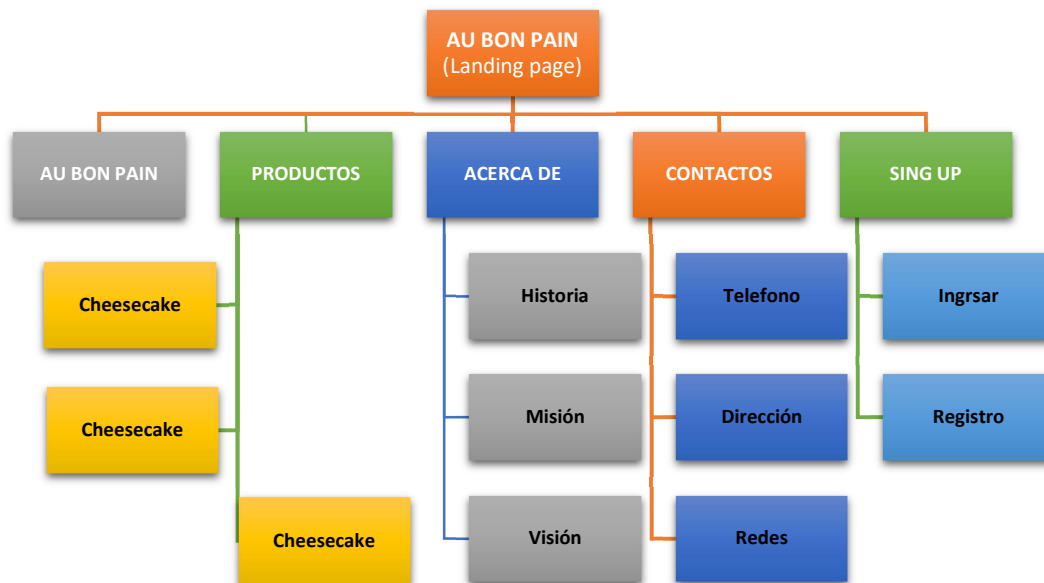 AU BON PAIN
(Landing page)
AU BON PAIN
PRODUCTOS
ACERCA DE
CONTACTOS
SING UP
Cheesecake
Historia
Telefono
Ingrsar
Cheesecake
Misión
Dirección
Registro
Cheesecake
Visión
Redes